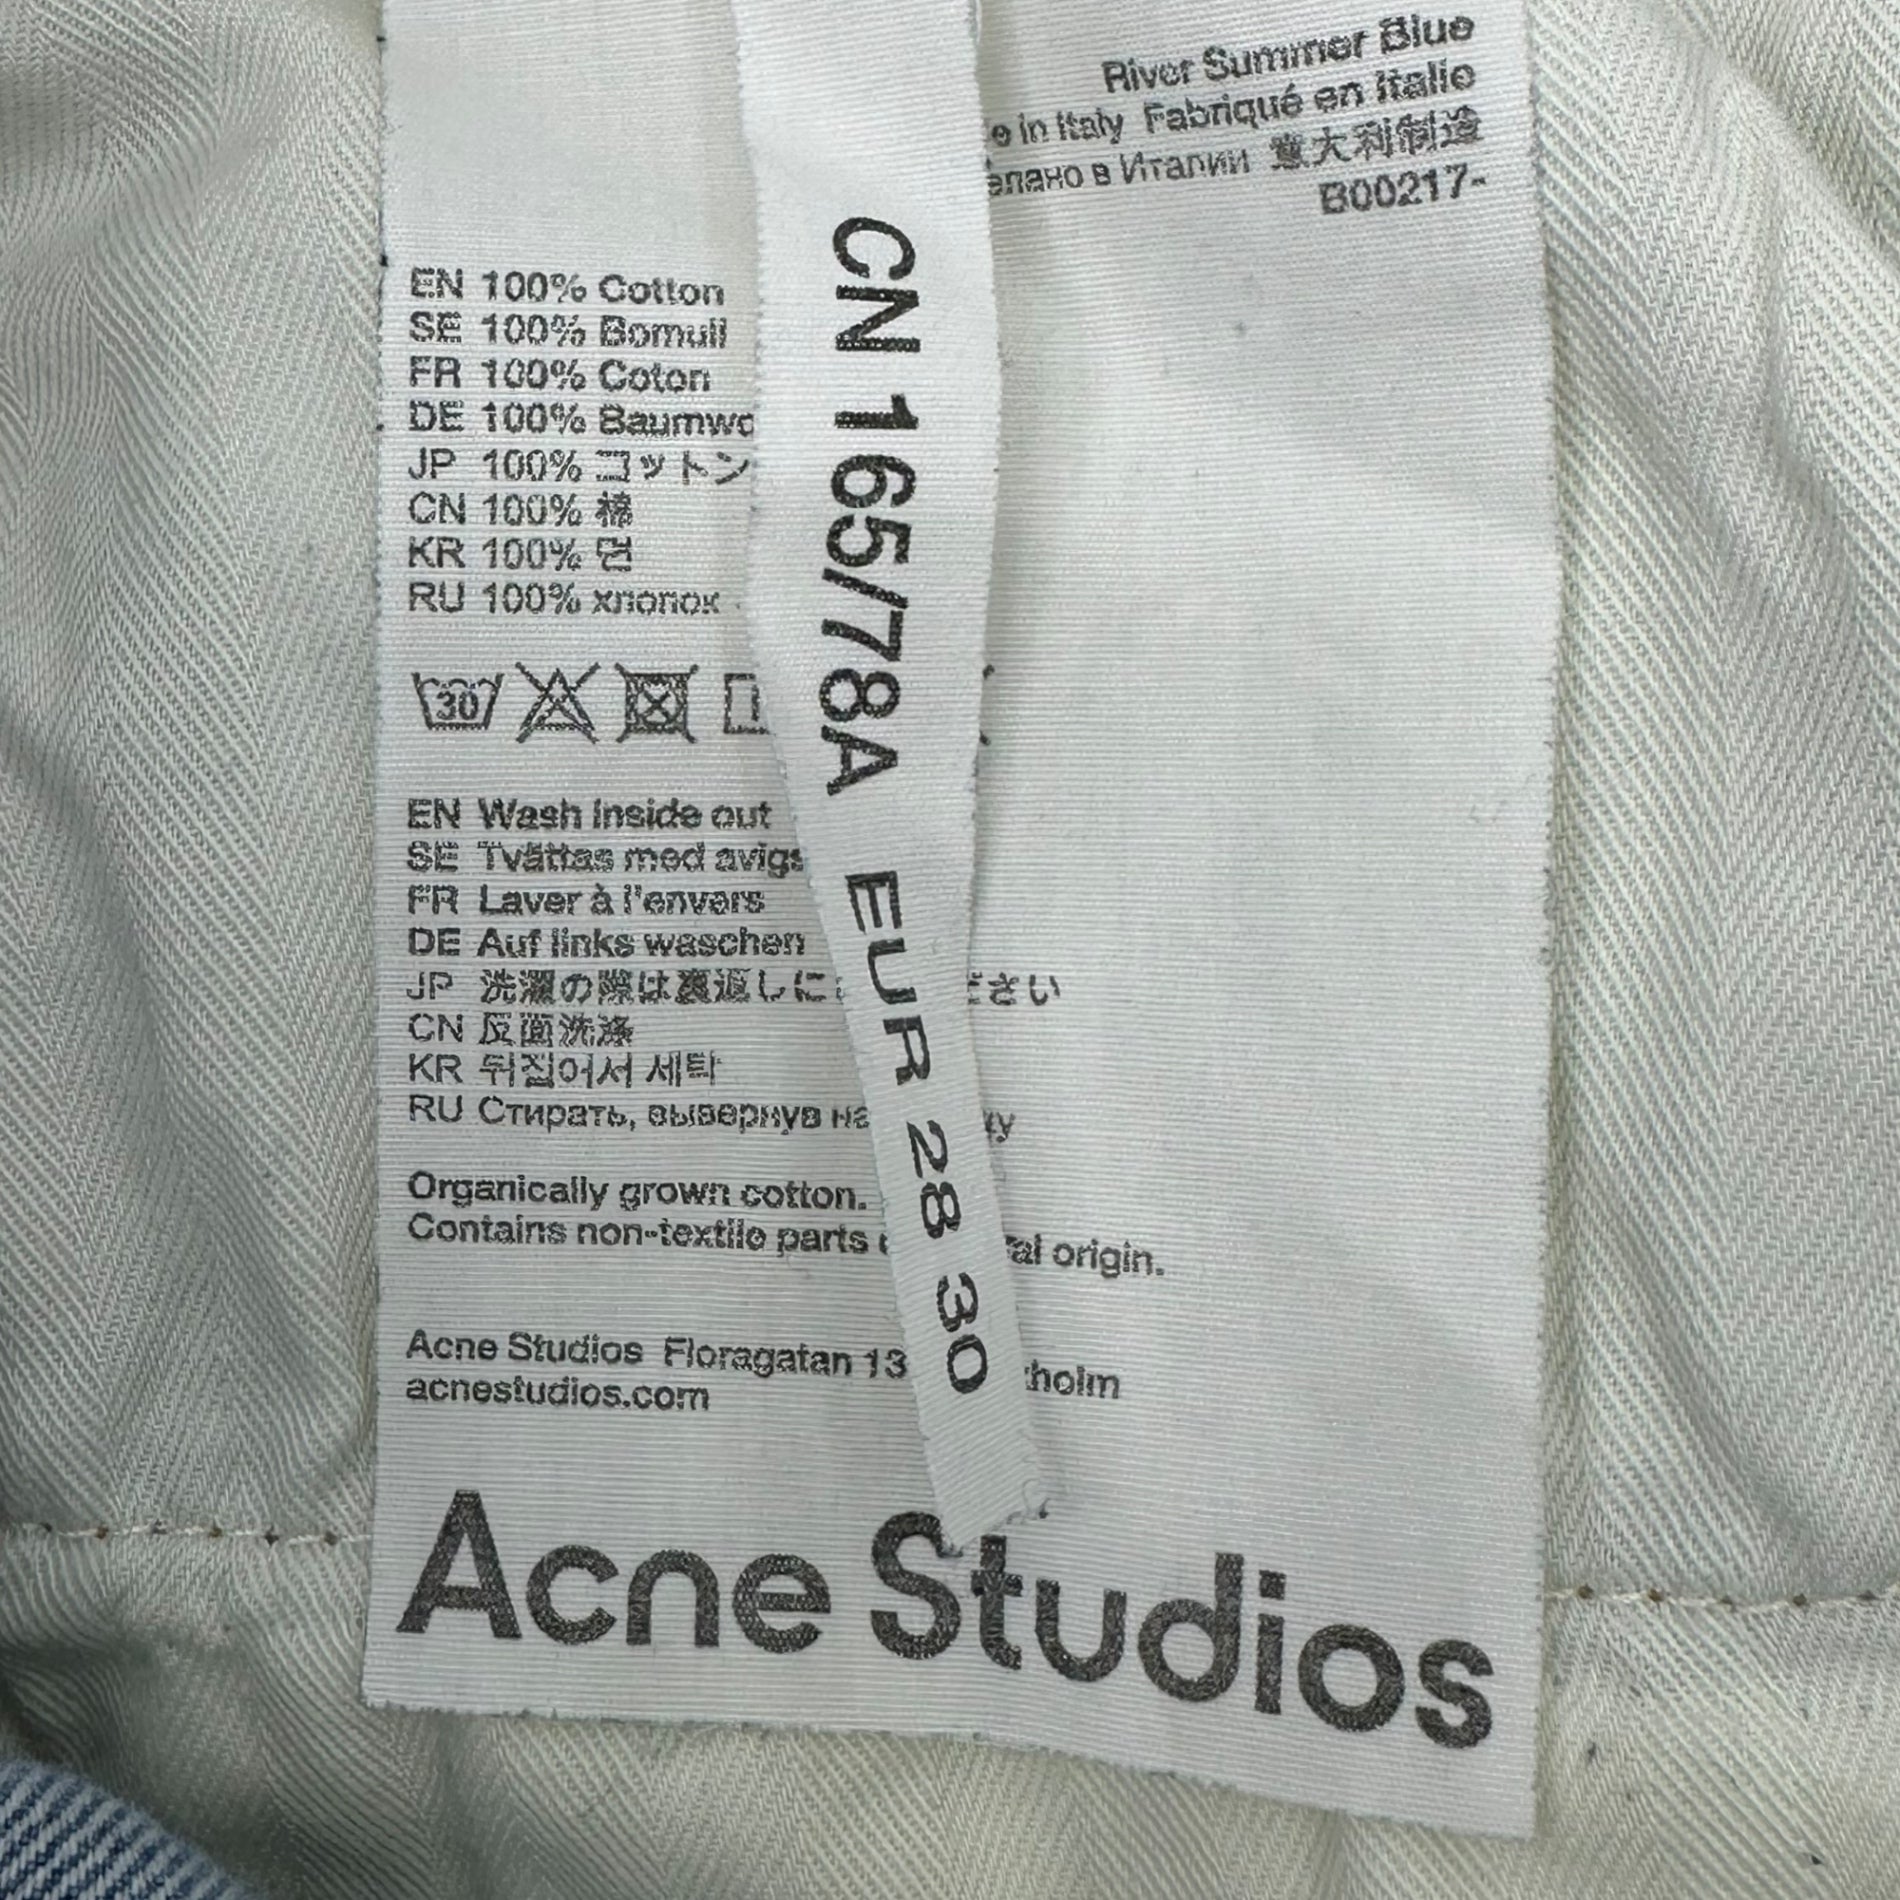 River Summer Blue
e in Italy Fabriqué en Italie
елано в Италии 意大利制造
B00217-
EN 100% Cotton
SE 100% Bomull
FR 100% Coton
DE 100% Baumwo
JP 100% コットン
CN 100% 棉
KR 100% 면
RU 100% хлопок
30
EN Wash inside out
SE Tvättas med avigs
FR Laver à l'envers
DE Auf links waschen
JP 洗濯の際は裏返しに ださい
CN 反面洗涤
KR 뒤집어서 세탁
RU Стирать, вывернув на ку
Organically grown cotton.
Contains non-textile parts al origin.
Acne Studios Floragatan 13 holm
acnestudios.com
Acne Studios
CN 165/78A EUR 28 30